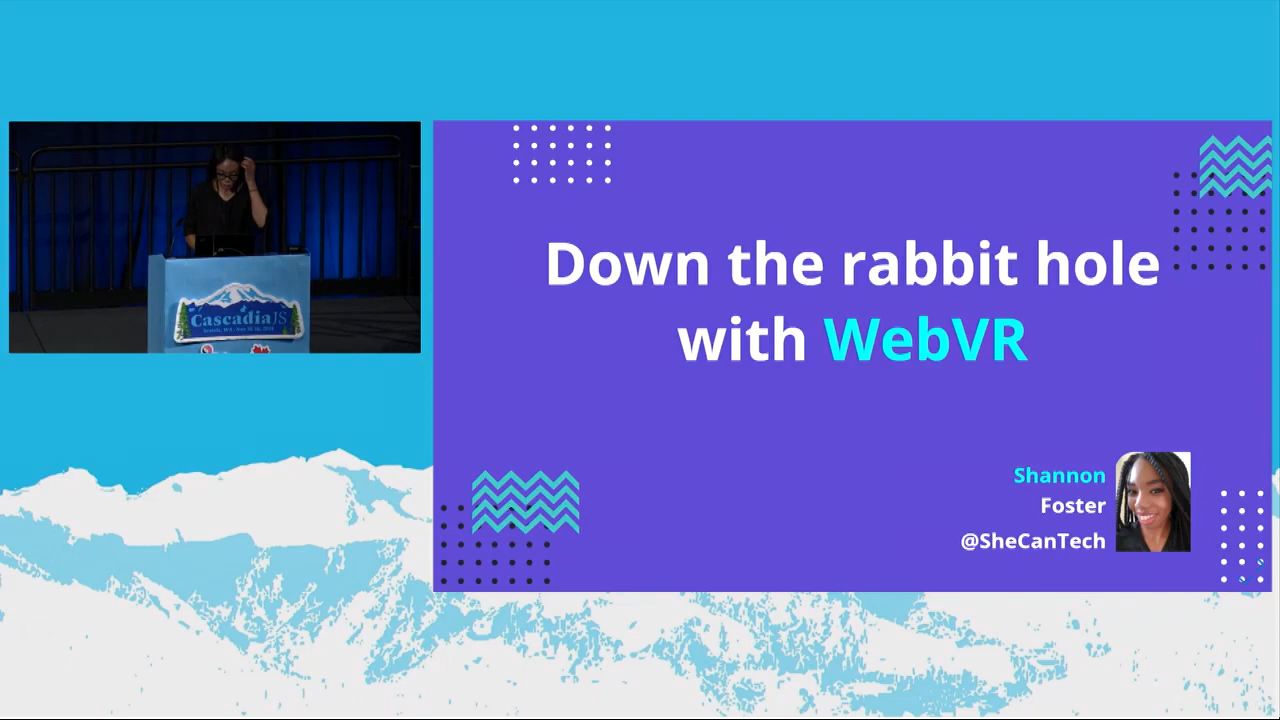 CascadiaJS
Down the rabbit hole
with WebVR
Shannon
Foster
@SheCanTech